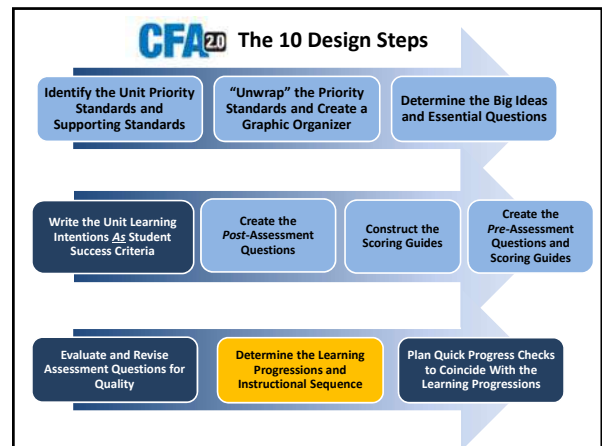 CFA 2.0 The 10 Design Steps
Identify the Unit Priority
Standards and
Supporting Standards
“Unwrap” the Priority
Standards and Create a
Graphic Organizer
Determine the Big Ideas
and Essential Questions
Write the Unit Learning
Intentions As Student
Success Criteria
Create the
Post-Assessment
Questions
Construct the
Scoring Guides
Create the
Pre-Assessment
Questions and
Scoring Guides
Evaluate and Revise
Assessment Questions for
Quality
Determine the Learning
Progressions and
Instructional Sequence
Plan Quick Progress Checks
to Coincide With the
Learning Progressions